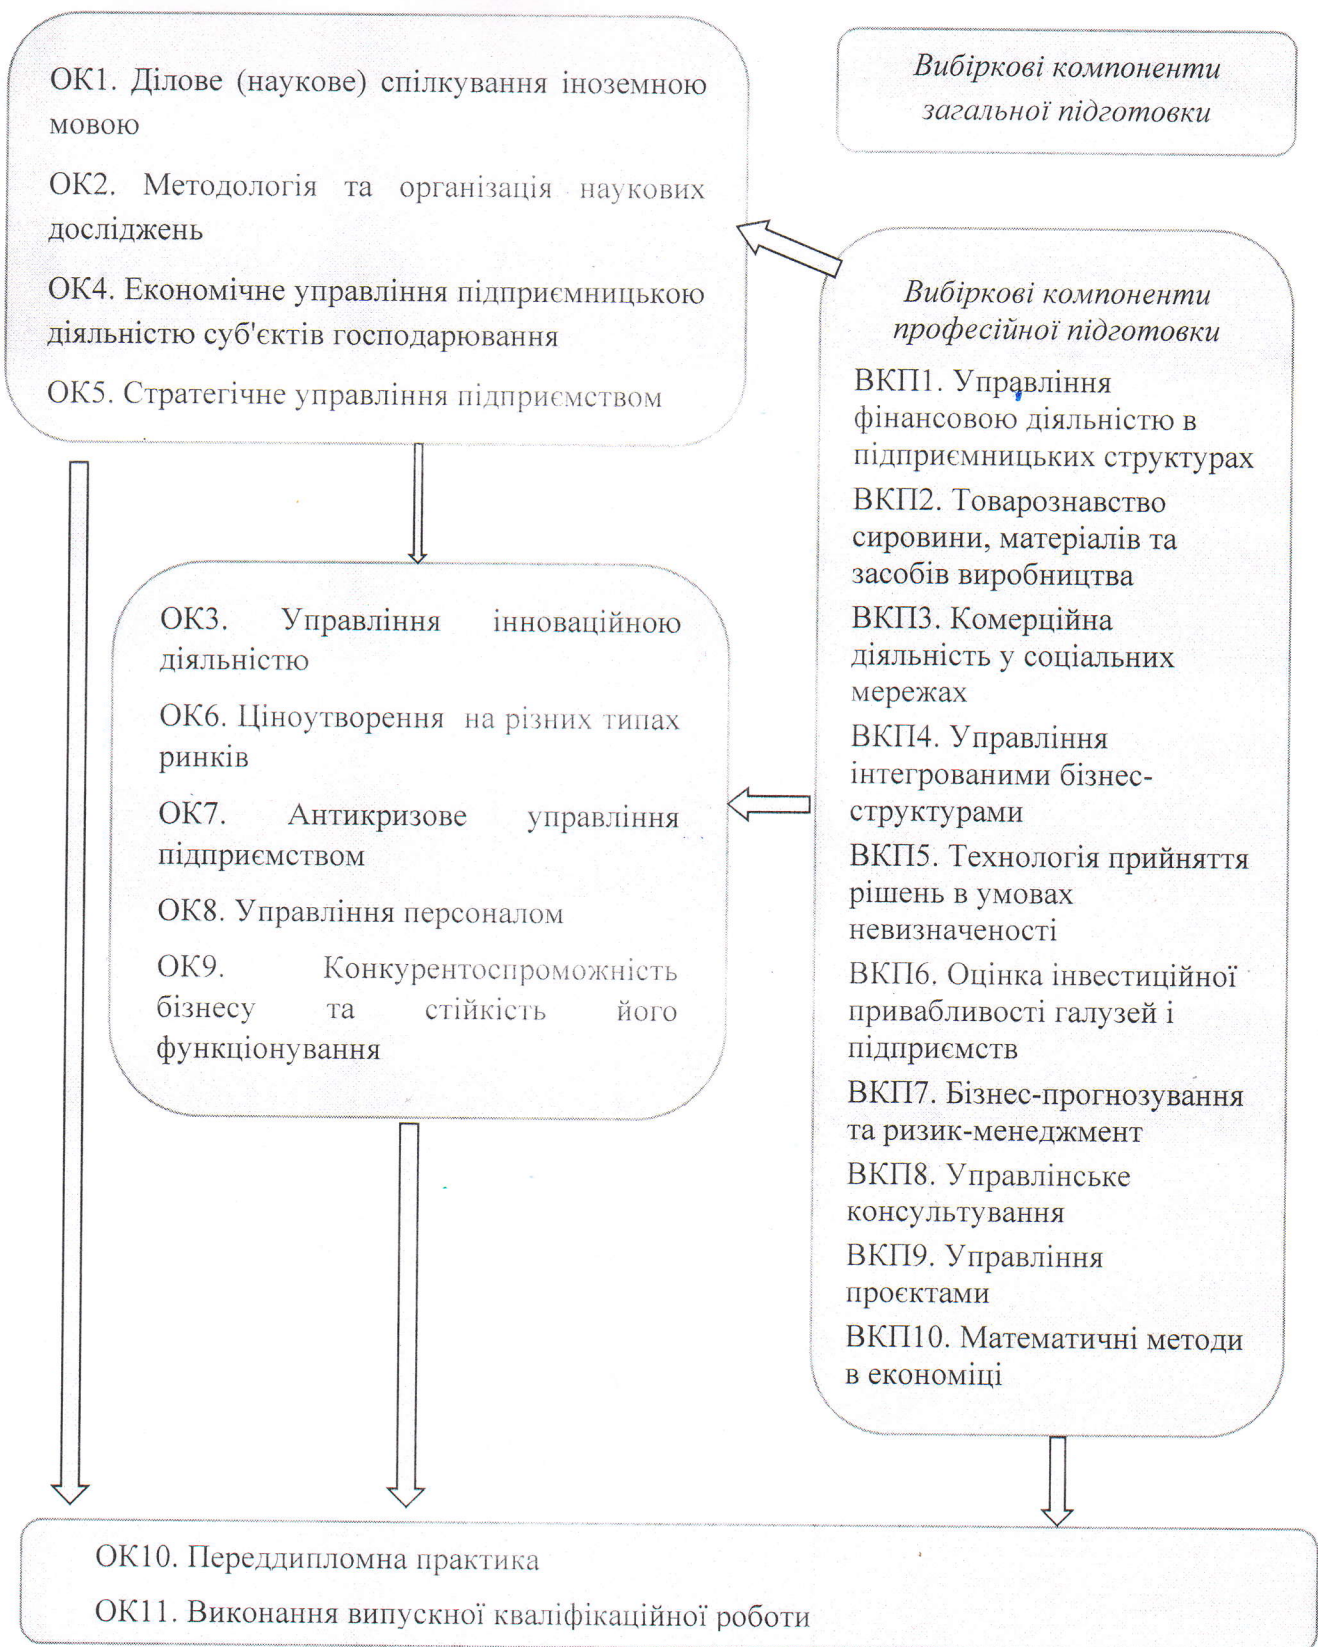 ОК1. Ділове (наукове) спілкування іноземною
мовою
ОК2. Методологія та організація наукових
досліджень
ОК4. Економічне управління підприємницькою
діяльністю суб'єктів господарювання
ОК5. Стратегічне управління підприємством
Вибіркові компоненти
загальної підготовки
ОК3. Управління інноваційною
діяльністю
ОК6. Ціноутворення на різних типах
ринків
ОК7. Антикризове управління
підприємством
ОК8. Управління персоналом
ОК9. Конкурентоспроможність
бізнесу та стійкість його
функціонування
Вибіркові компоненти
професійної підготовки
ВКП1. Управління
фінансовою діяльністю в
підприємницьких структурах
ВКП2. Товарознавство
сировини, матеріалів та
засобів виробництва
ВКП3. Комерційна
діяльність у соціальних
мережах
ВКП4. Управління
інтегрованими бізнес-
структурами
ВКП5. Технологія прийняття
рішень в умовах
невизначеності
ВКП6. Оцінка інвестиційної
привабливості галузей і
підприємств
ВКП7. Бізнес-прогнозування
та ризик-менеджмент
ВКП8. Управлінське
консультування
ВКП9. Управління
проєктами
ВКП10. Математичні методи
в економіці
ОК10. Переддипломна практика
ОК11. Виконання випускної кваліфікаційної роботи